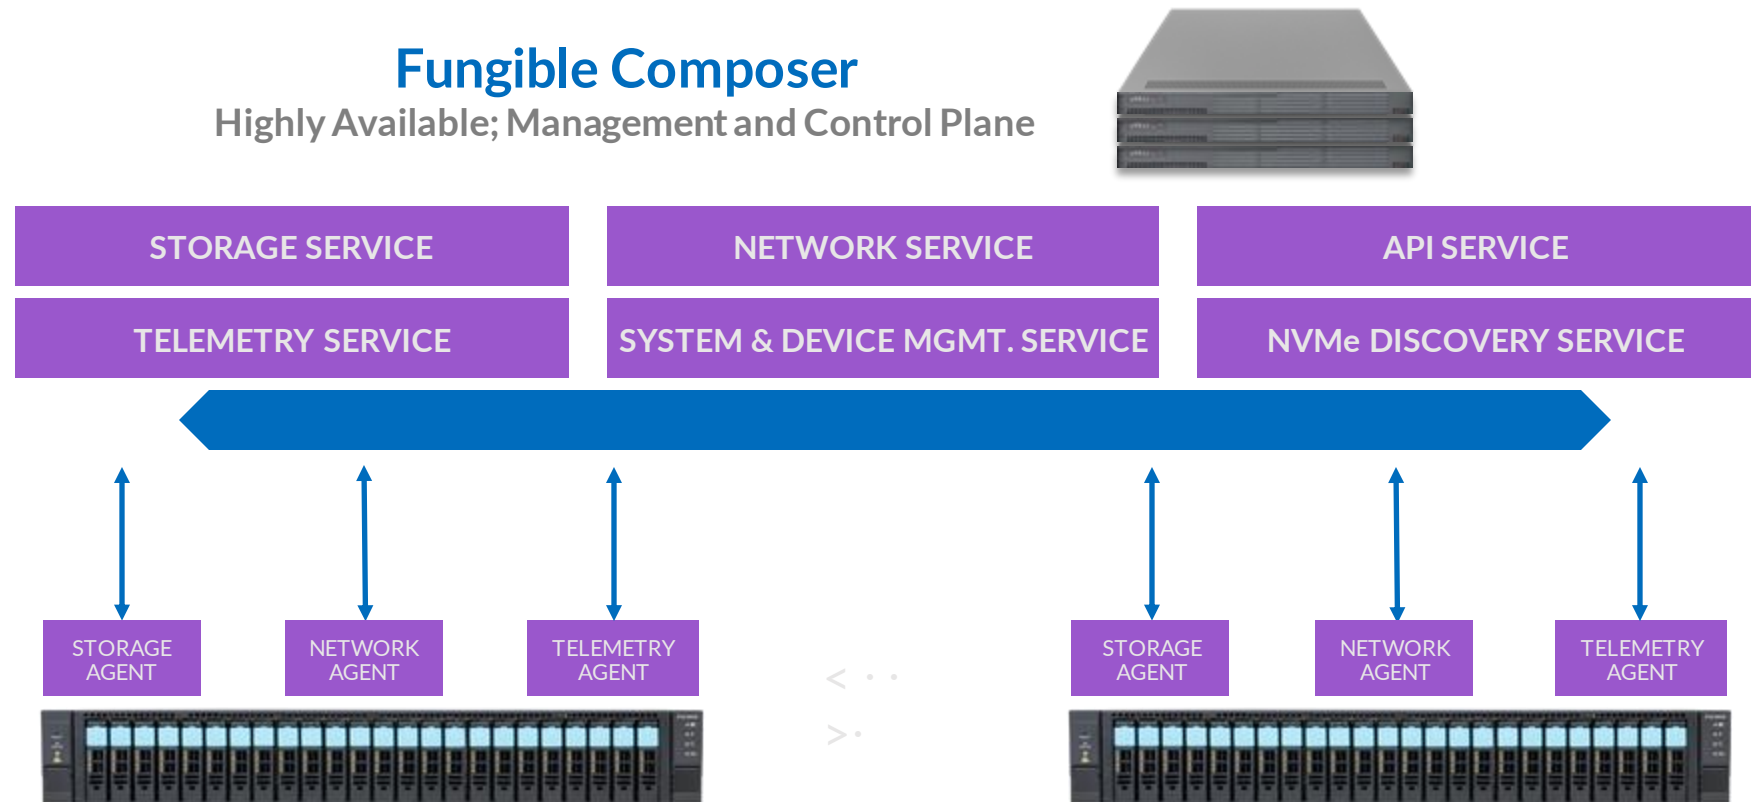 Fungible Composer
Highly Available; Management and Control Plane
STORAGE SERVICE
NETWORK SERVICE
API SERVICE
TELEMETRY SERVICE
SYSTEM & DEVICE MGMT. SERVICE
NVMe DISCOVERY SERVICE
STORAGE
AGENT
NETWORK
AGENT
TELEMETRY
AGENT
< · ·
> ·
STORAGE
AGENT
NETWORK
AGENT
TELEMETRY
AGENT